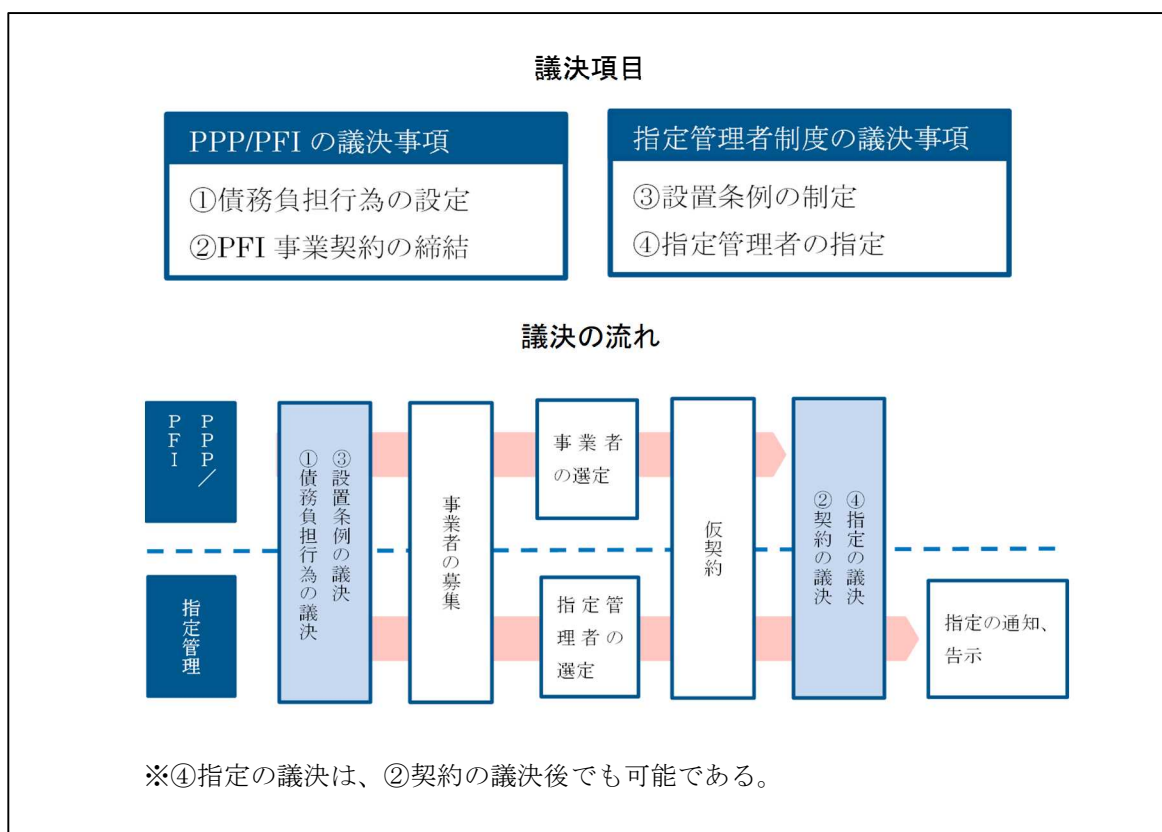 議決項目
PPP/PFI の議決事項
①債務負担行為の設定
②PFI 事業契約の締結
指定管理者制度の議決事項
③設置条例の制定
④指定管理者の指定
議決の流れ
PPP/
PFI
③設置条例の議決
①債務負担行為の議決
事業者の募集
事業者
の選定
仮契約
④指定の議決
②契約の議決
指定管理
指定管
理者の
選定
指定の通知、
告示
※④指定の議決は、②契約の議決後でも可能である。